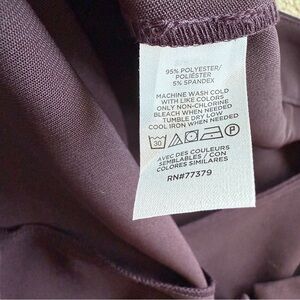 95% POLYESTER/
POLIÉSTER
5% SPANDEX
MACHINE WASH COLD
WITH LIKE COLORS
ONLY NON-CHLORINE
BLEACH WHEN NEEDED
TUMBLE DRY LOW
COOL IRON WHEN NEEDED
30 P
AVEC DES COULEURS
SEMBLABLES / CON
COLORES SIMILARES
RN#77379